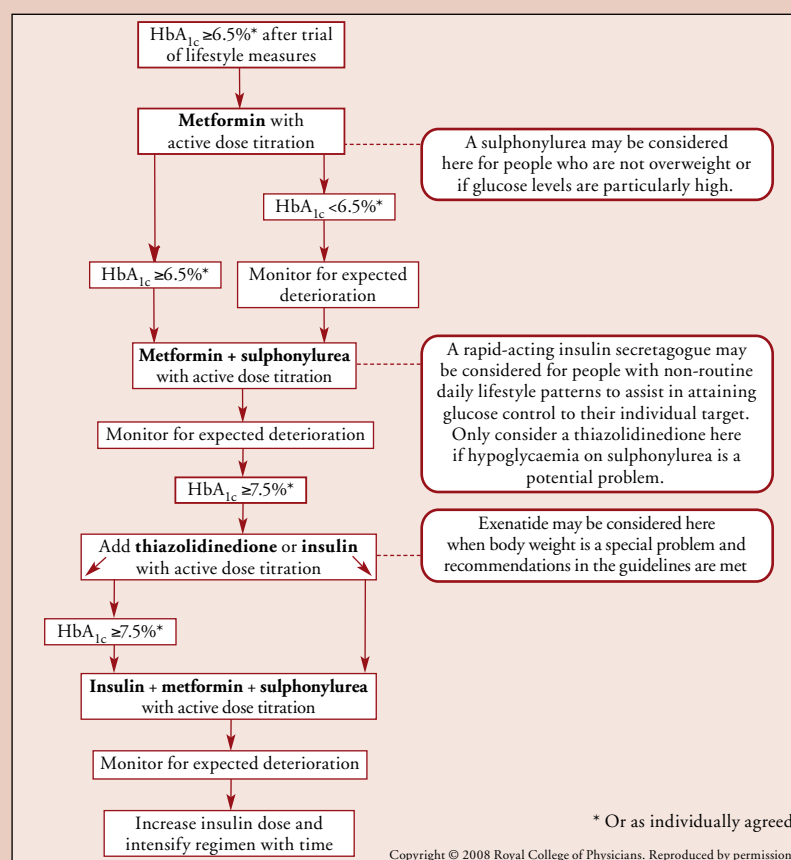 HbA1c ≥6.5%* after trial
of lifestyle measures
Metformin with
active dose titration
A sulphonylurea may be considered
here for people who are not overweight or
if glucose levels are particularly high.
HbA1c <6.5%*
HbA1c ≥6.5%*
Monitor for expected
deterioration
Metformin + sulphonylurea
with active dose titration
A rapid-acting insulin secretagogue may
be considered for people with non-routine
daily lifestyle patterns to assist in attaining
glucose control to their individual target.
Only consider a thiazolidinedione here
if hypoglycaemia on sulphonylurea is a
potential problem.
Monitor for expected deterioration
HbA1c ≥7.5%*
Add thiazolidinedione or insulin
with active dose titration
Exenatide may be considered here
when body weight is a special problem and
recommendations in the guidelines are met
HbA1c ≥7.5%*
Insulin + metformin + sulphonylurea
with active dose titration
Monitor for expected deterioration
Increase insulin dose and
intensify regimen with time
* Or as individually agreed
Copyright © 2008 Royal College of Physicians. Reproduced by permission